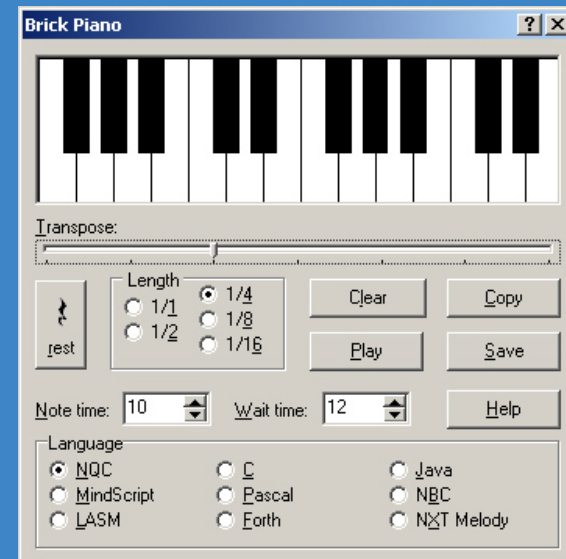 Brick Piano
Transpose:
Length
1/1
1/2
1/4
1/8
1/16
rest
Clear
Copy
Play
Save
Note time: 10
Wait time: 12
Help
Language
NQC
C
Java
MindScript
Pascal
NBC
LASM
Forth
NXT Melody